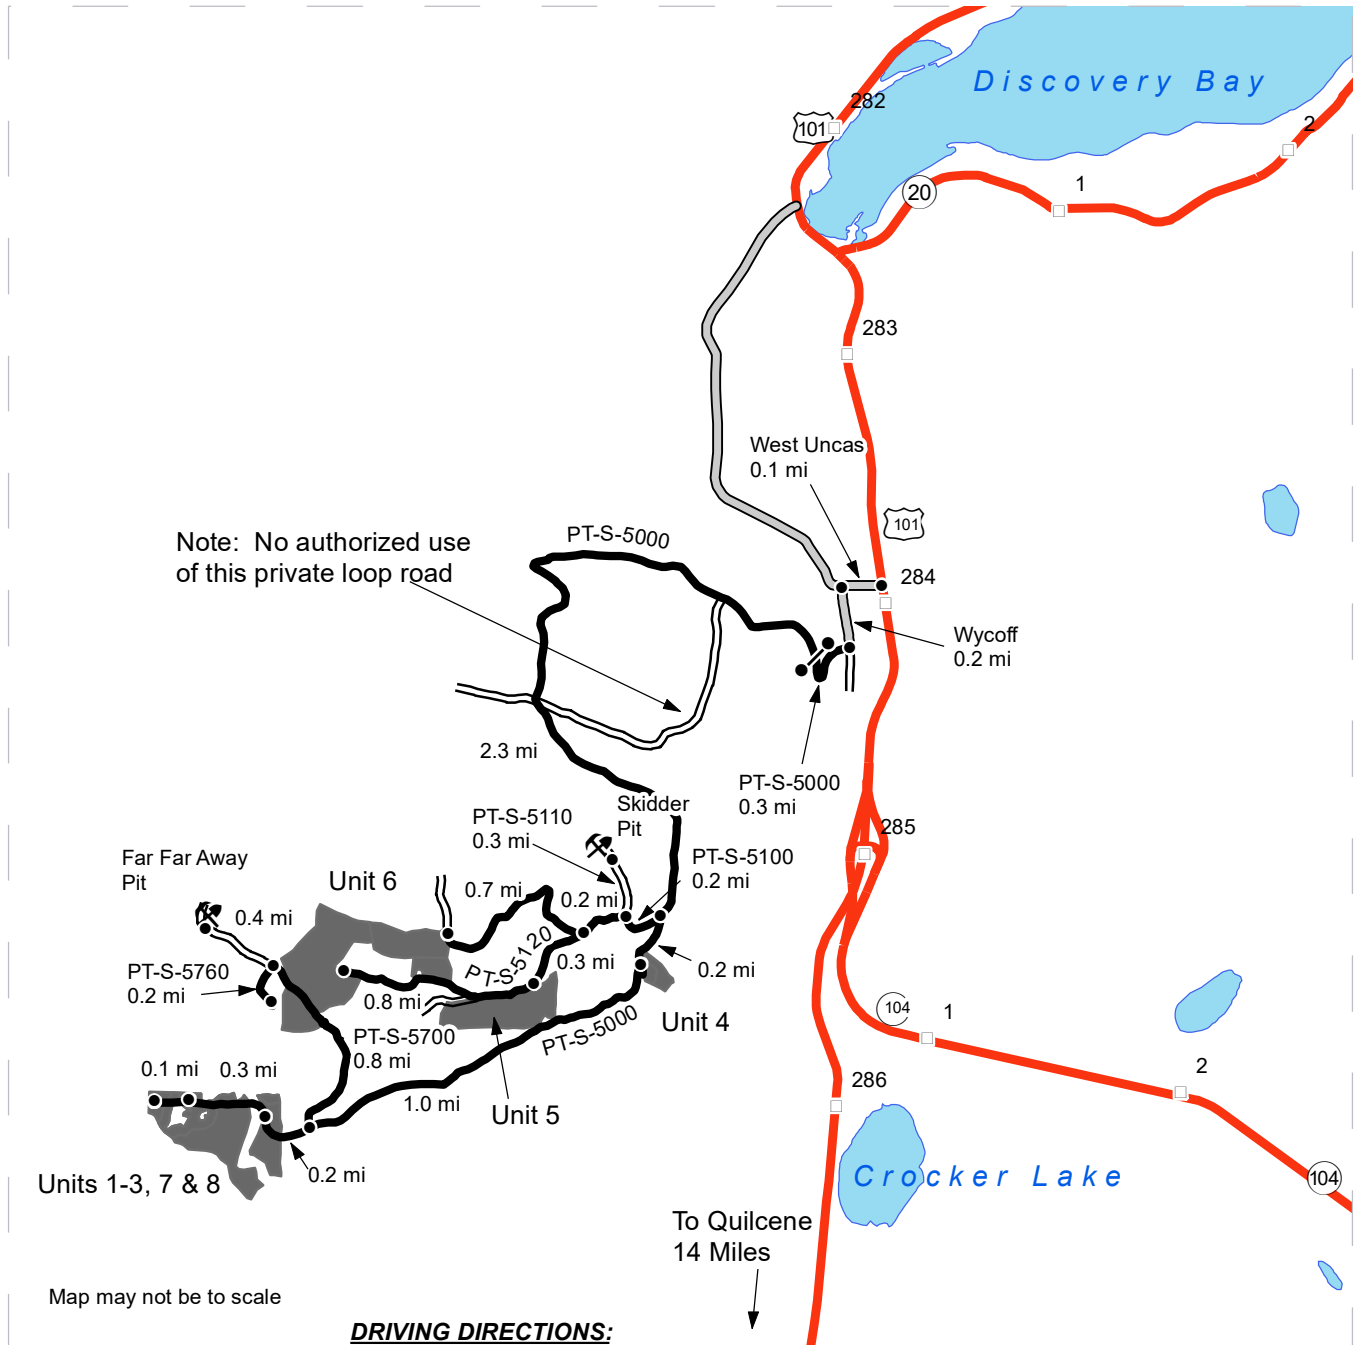 Discovery Bay
282
101
2
20
1
283
West Uncas
0.1 mi
101
PT-S-5000
Note:  No authorized use
of this private loop road
284
Wycoff
0.2 mi
2.3 mi
PT-S-5000
0.3 mi
Skidder
Pit
PT-S-5110
0.3 mi
285
PT-S-5100
0.2 mi
Far Far Away
Pit
Unit 6
0.7 mi
0.2 mi
0.4 mi
PT-S-5120
0.3 mi
PT-S-5760
0.2 mi
0.2 mi
0.8 mi
PT-S-5000
Unit 4
104
1
PT-S-5700
0.8 mi
0.1 mi
0.3 mi
1.0 mi
Unit 5
286
2
0.2 mi
Units 1-3, 7 & 8
Crocker Lake
104
To Quilcene
14 Miles
Map may not be to scale
DRIVING DIRECTIONS: